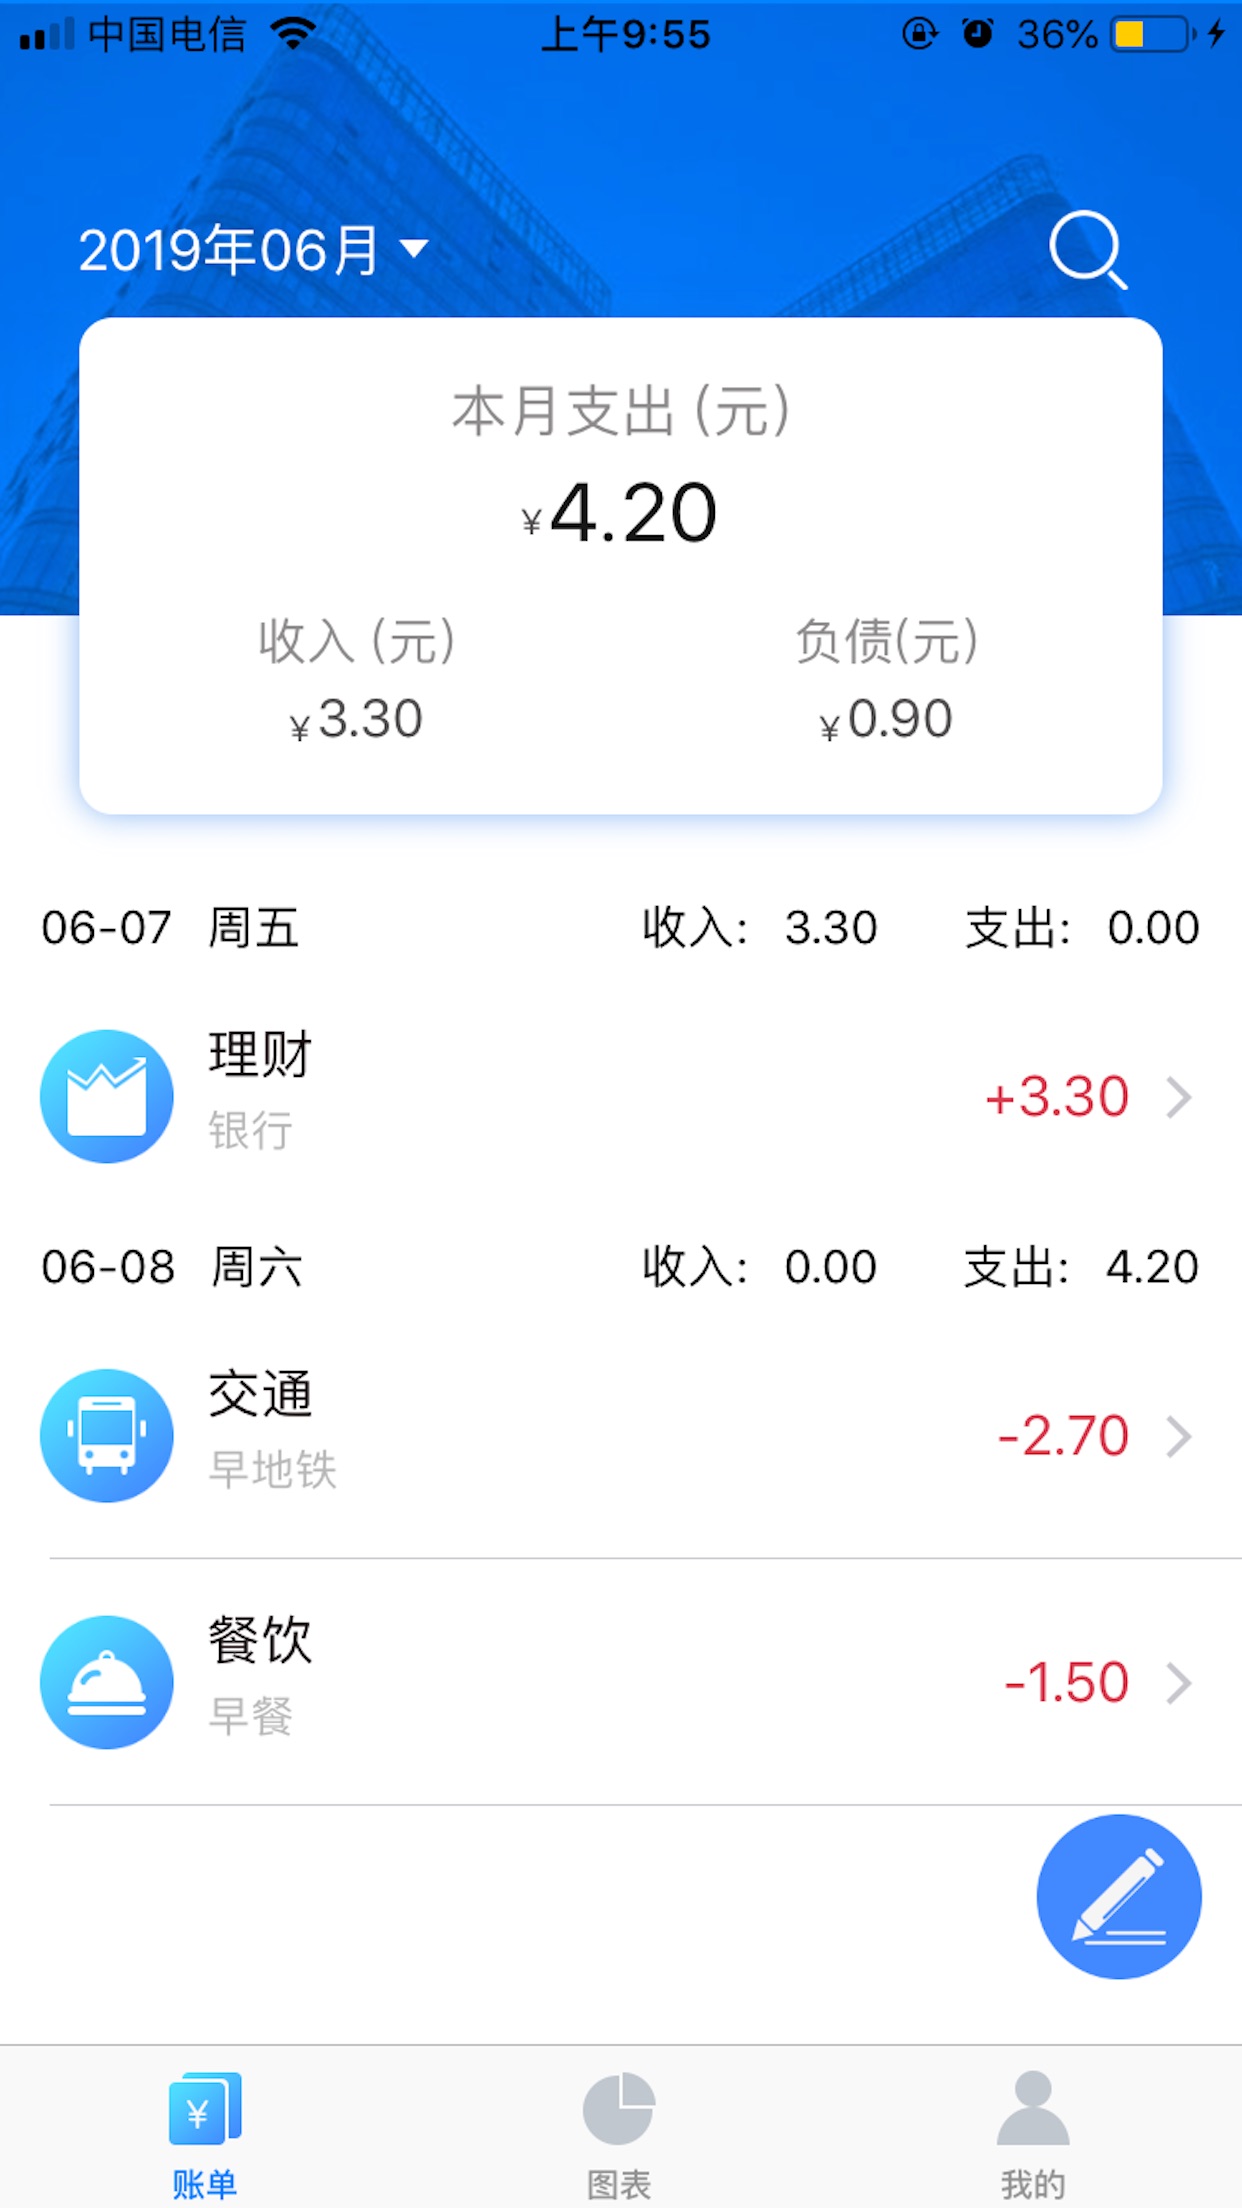 中国电信 上午9:55 36%
2019年06月
本月支出 (元)
¥4.20
收入 (元) 负债(元)
¥3.30 ¥0.90
06-07 周五 收入: 3.30 支出: 0.00
理财
银行
+3.30
06-08 周六 收入: 0.00 支出: 4.20
交通
早地铁
-2.70
餐饮
早餐
-1.50
¥
账单 图表 我的